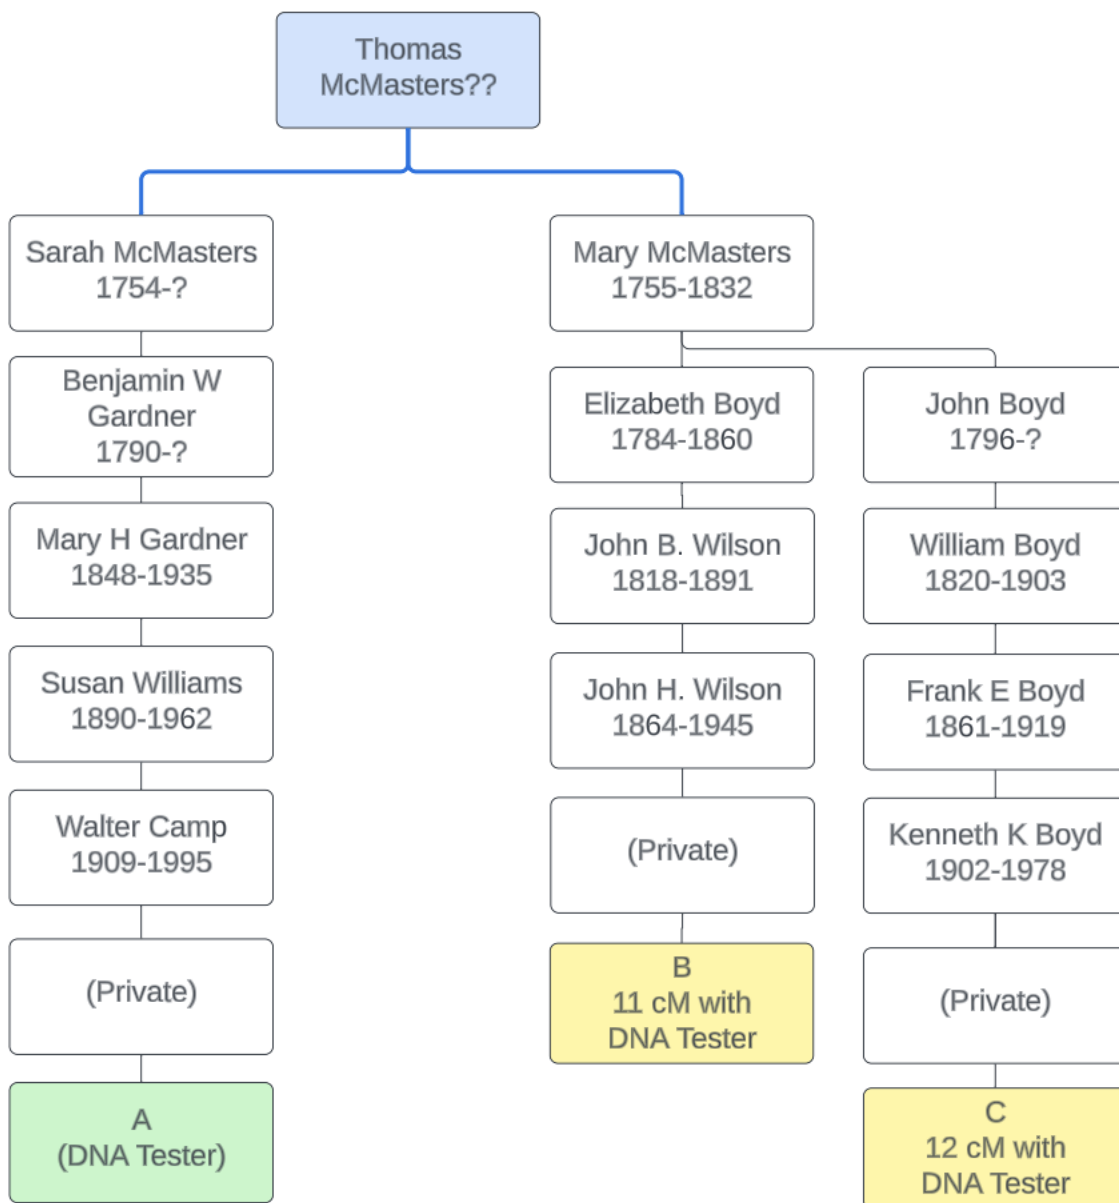 Thomas
McMasters??
Sarah McMasters
1754-?
Mary McMasters
1755-1832
Benjamin W
Gardner
1790-?
Elizabeth Boyd
1784-1860
John Boyd
1796-?
Mary H Gardner
1848-1935
John B. Wilson
1818-1891
William Boyd
1820-1903
Susan Williams
1890-1962
John H. Wilson
1864-1945
Frank E Boyd
1861-1919
Walter Camp
1909-1995
(Private)
Kenneth K Boyd
1902-1978
(Private)
B
11 cM with
DNA Tester
(Private)
A
(DNA Tester)
C
12 cM with
DNA Tester